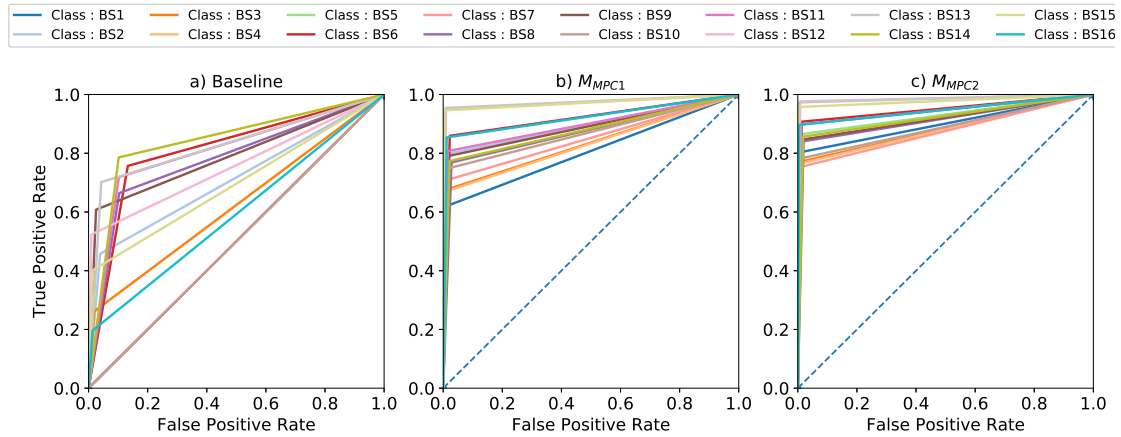 Class : BS1 Class : BS3 Class : BS5 Class : BS7 Class : BS9 Class : BS11 Class : BS13 Class : BS15
Class : BS2 Class : BS4 Class : BS6 Class : BS8 Class : BS10 Class : BS12 Class : BS14 Class : BS16
a) Baseline
b) M_MPC1
c) M_MPC2
True Positive Rate
1.0
0.8
0.6
0.4
0.2
0.0
0.0 0.2 0.4 0.6 0.8 1.0
False Positive Rate
1.0
0.8
0.6
0.4
0.2
0.0
0.0 0.2 0.4 0.6 0.8 1.0
False Positive Rate
1.0
0.8
0.6
0.4
0.2
0.0
0.0 0.2 0.4 0.6 0.8 1.0
False Positive Rate